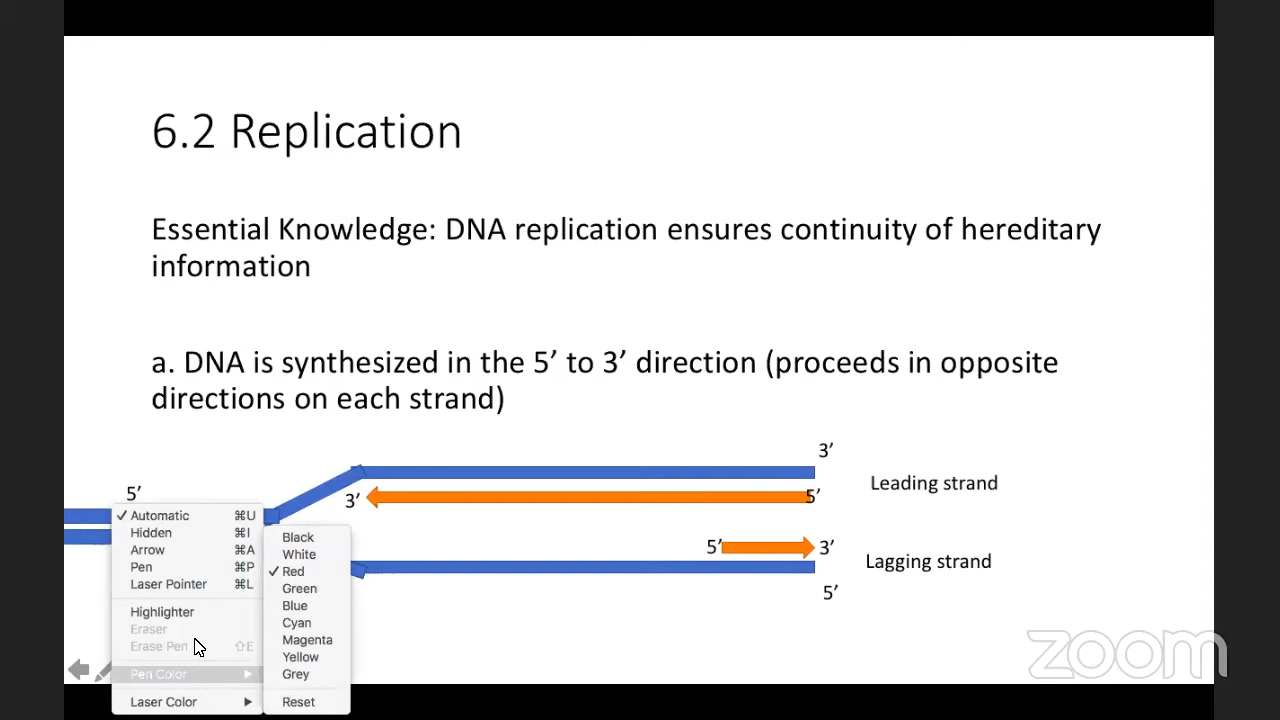 6.2 Replication
Essential Knowledge: DNA replication ensures continuity of hereditary
information
a. DNA is synthesized in the 5’ to 3’ direction (proceeds in opposite
directions on each strand)
3’
Leading strand
5’
3’
5’
5’
3’
Lagging strand
5’
✓ Automatic ⌘U
Hidden ⌘I
Arrow ⌘A
Pen ⌘P
Laser Pointer ⌘L
Highlighter
Eraser
Erase Pen ⇧E
Pen Color
Laser Color
Black
White
✓ Red
Green
Blue
Cyan
Magenta
Yellow
Grey
Reset
zoom